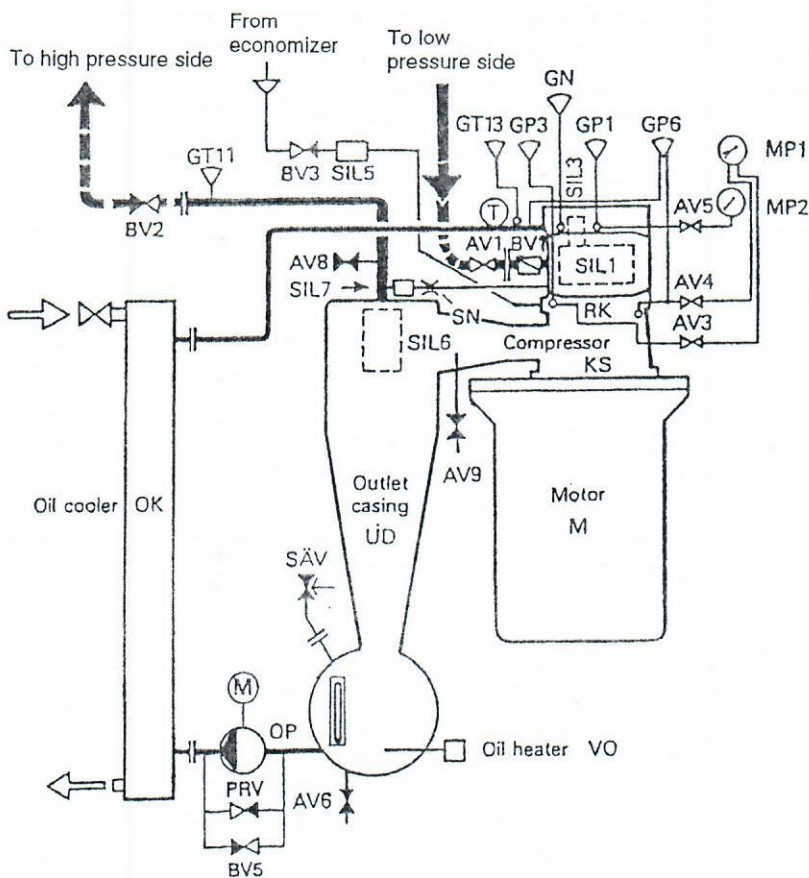 From
economizer
To high pressure side
To low
pressure side
GN
GT13
GP3
GP1
GP6
GT11
MP1
BV3
SIL5
SIL3
MP2
AV5
BV2
T
AV1
BV1
SIL1
AV8
AV4
SIL7
SN
RK
AV3
SIL6
Compressor
KS
AV9
Outlet
casing
UD
Motor
M
Oil cooler
OK
SÄV
M
OP
Oil heater VO
PRV
AV6
BV5